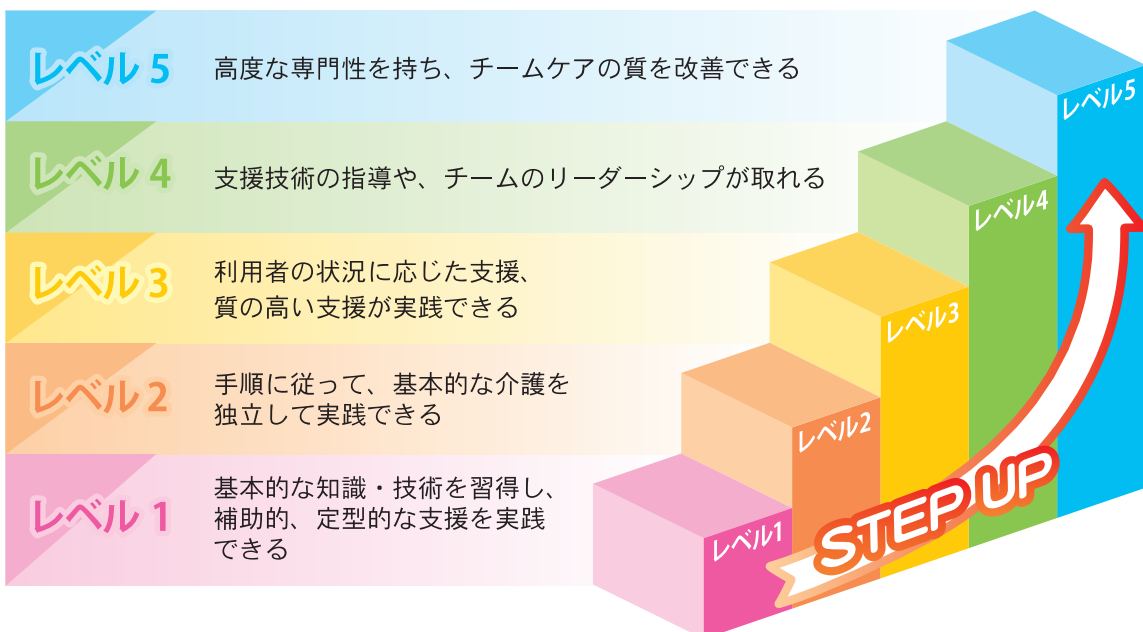 レベル 5
高度な専門性を持ち、チームケアの質を改善できる
レベル 4
支援技術の指導や、チームのリーダーシップが取れる
レベル 3
利用者の状況に応じた支援、
質の高い支援が実践できる
レベル 2
手順に従って、基本的な介護を
独立して実践できる
レベル 1
基本的な知識・技術を習得し、
補助的、定型的な支援を実践
できる
レベル5
レベル4
レベル3
レベル2
レベル1
STEP UP